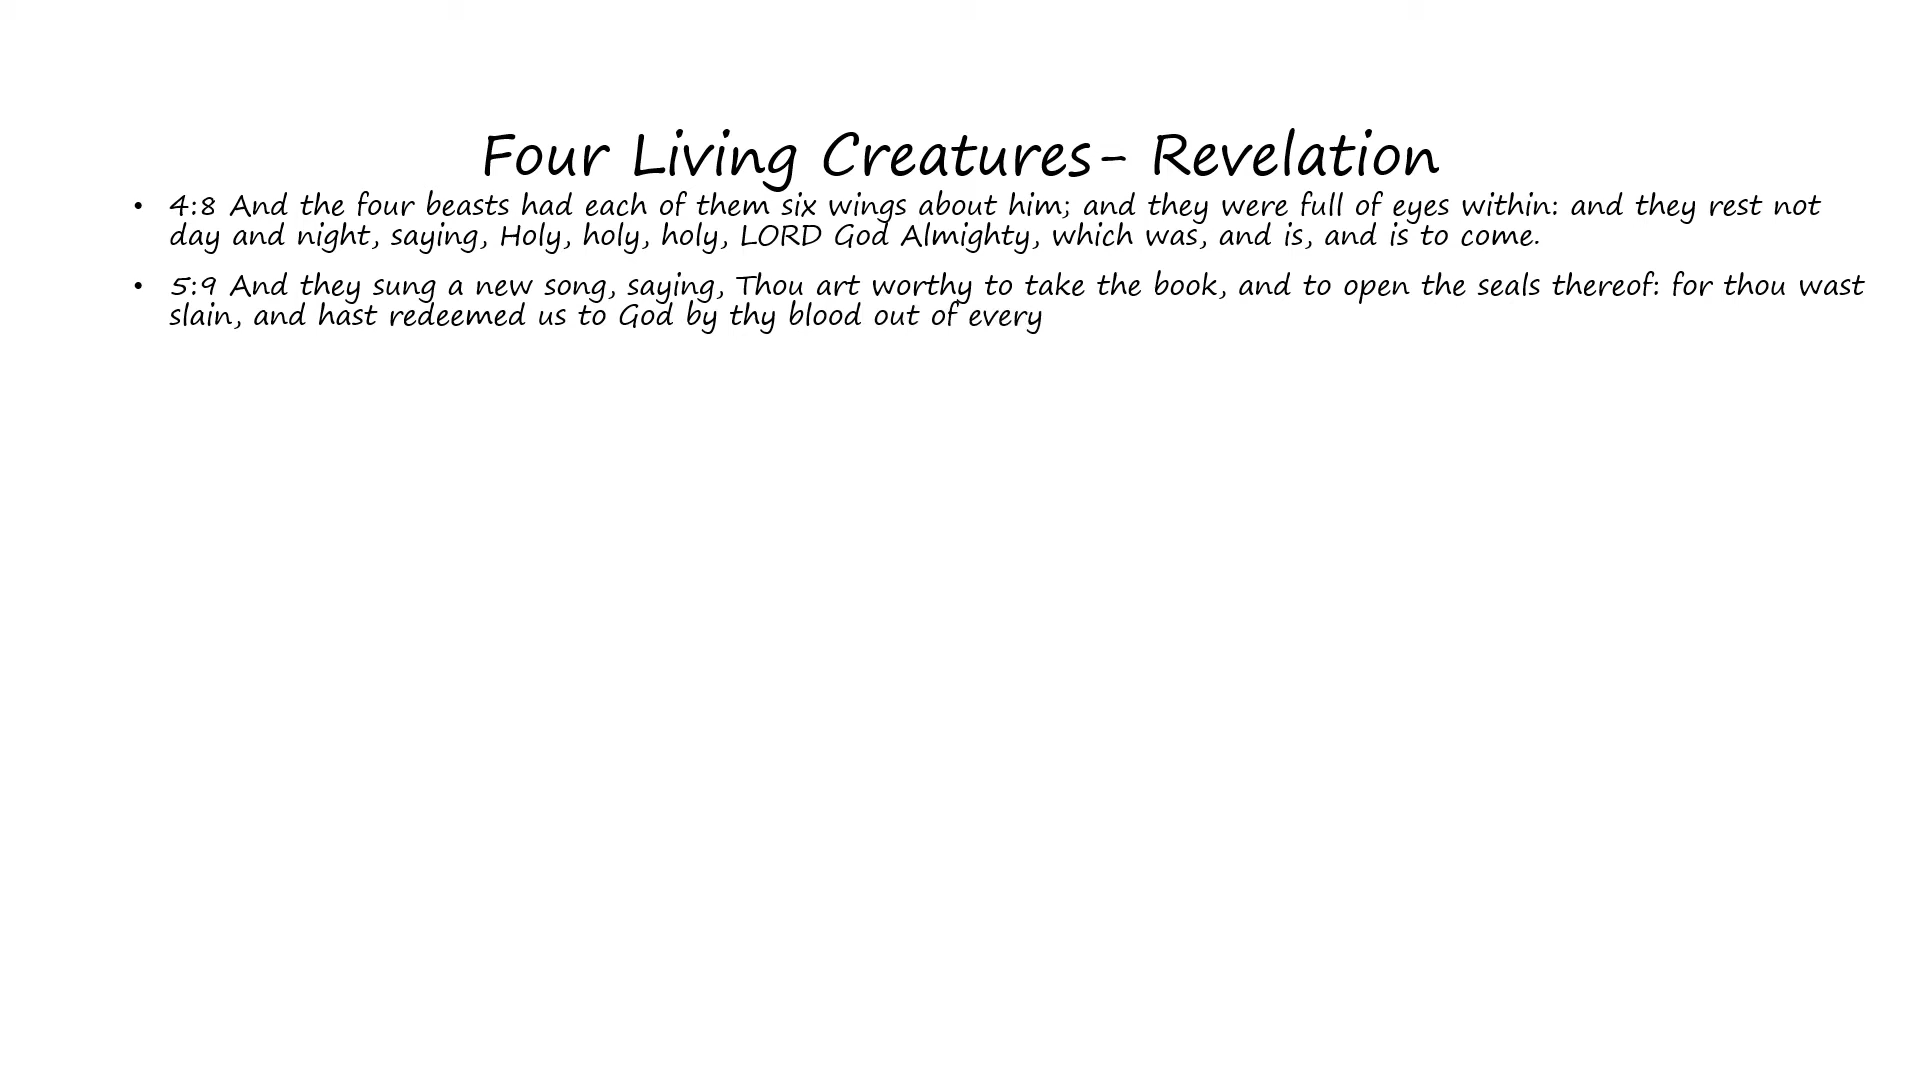 Four Living Creatures- Revelation
• 4:8 And the four beasts had each of them six wings about him; and they were full of eyes within: and they rest not
day and night, saying, Holy, holy, holy, LORD God Almighty, which was, and is, and is to come.
• 5:9 And they sung a new song, saying, Thou art worthy to take the book, and to open the seals thereof: for thou wast
slain, and hast redeemed us to God by thy blood out of every